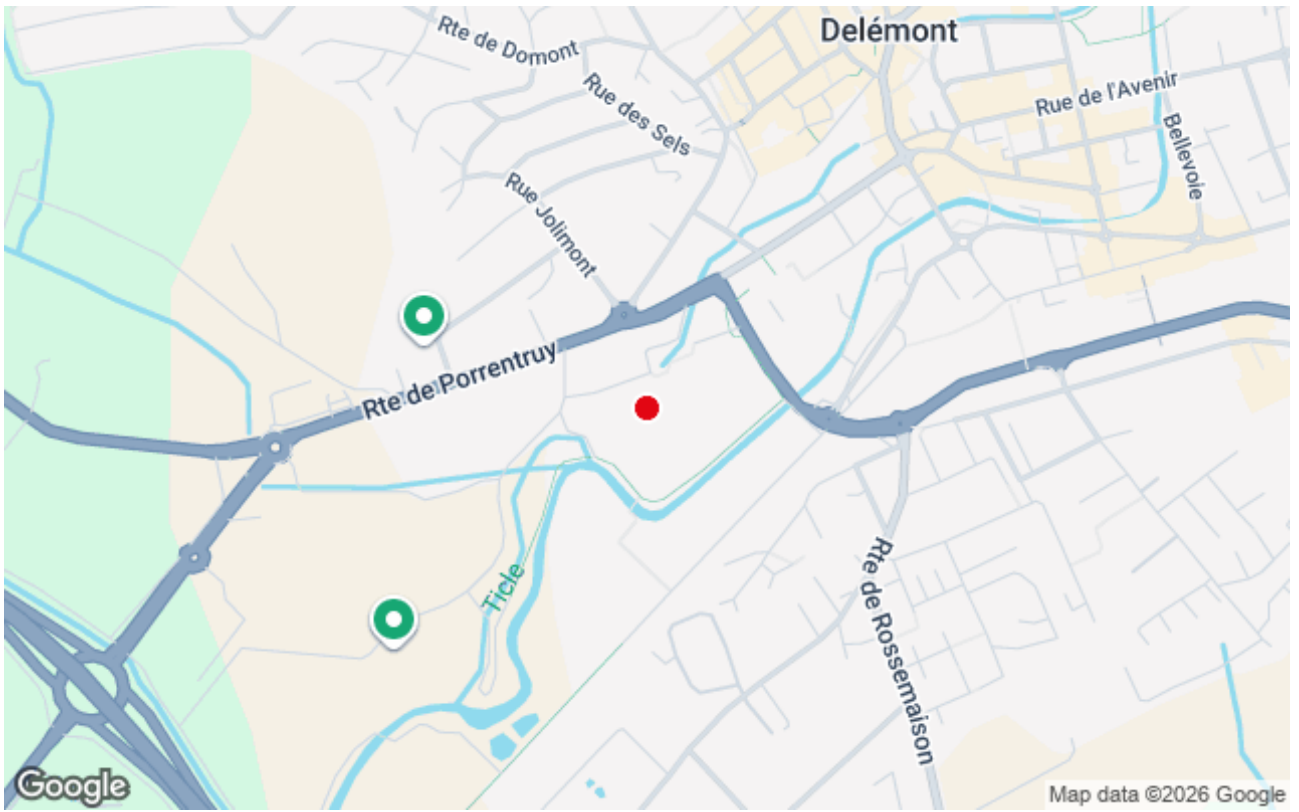 Delémont
Rte de Domont
Rue de l'Avenir
Rue des Sels
Bellevoie
Rue Jolimont
Rte de Porrentruy
Ticle
Rte de Rossemaison
Google
Map data ©2026 Google